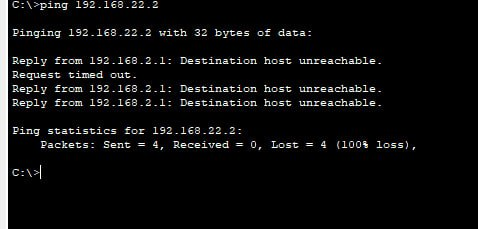 C:\>ping 192.168.22.2
Pinging 192.168.22.2 with 32 bytes of data:
Reply from 192.168.2.1: Destination host unreachable.
Request timed out.
Reply from 192.168.2.1: Destination host unreachable.
Reply from 192.168.2.1: Destination host unreachable.
Ping statistics for 192.168.22.2:
    Packets: Sent = 4, Received = 0, Lost = 4 (100% loss),
C:\>